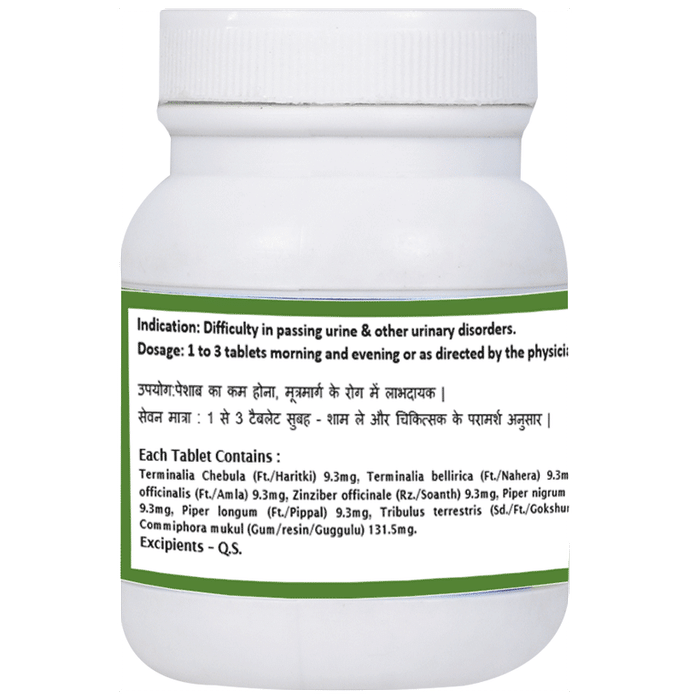 Indication: Difficulty in passing urine & other urinary disorders.
Dosage: 1 to 3 tablets morning and evening or as directed by the physicia
उपयोग:पेशाब का कम होना, मूत्रमार्ग के रोग में लाभदायक |
सेवन मात्रा : 1 से 3 टैबलेट सुबह - शाम ले और चिकित्सक के परामर्श अनुसार |
Each Tablet Contains :
Terminalia Chebula (Ft./Haritki) 9.3mg, Terminalia bellirica (Ft./Nahera) 9.3m
officinalis (Ft./Amla) 9.3mg, Zinziber officinale (Rz./Soanth) 9.3mg, Piper nigrum
9.3mg, Piper longum (Ft./Pippal) 9.3mg, Tribulus terrestris (Sd./Ft./Gokshur
Commiphora mukul (Gum/resin/Guggulu) 131.5mg.
Excipients - Q.S.